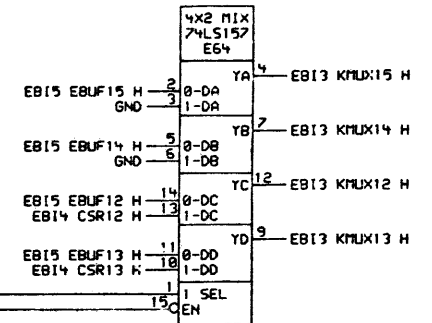 4X2 MIX
74LS157
E64
YA 4 EBI3 KMUX15 H
EBI5 EBUF15 H 2 0-DA
GND 3 1-DA
YB 7 EBI3 KMUX14 H
EBI5 EBUF14 H 5 0-DB
GND 6 1-DB
YC 12 EBI3 KMUX12 H
EBI5 EBUF12 H 14 0-DC
EBI4 CSR12 H 13 1-DC
YD 9 EBI3 KMUX13 H
EBI5 EBUF13 H 11 0-DD
EBI4 CSR13 H 10 1-DD
1 1 SEL
15 EN